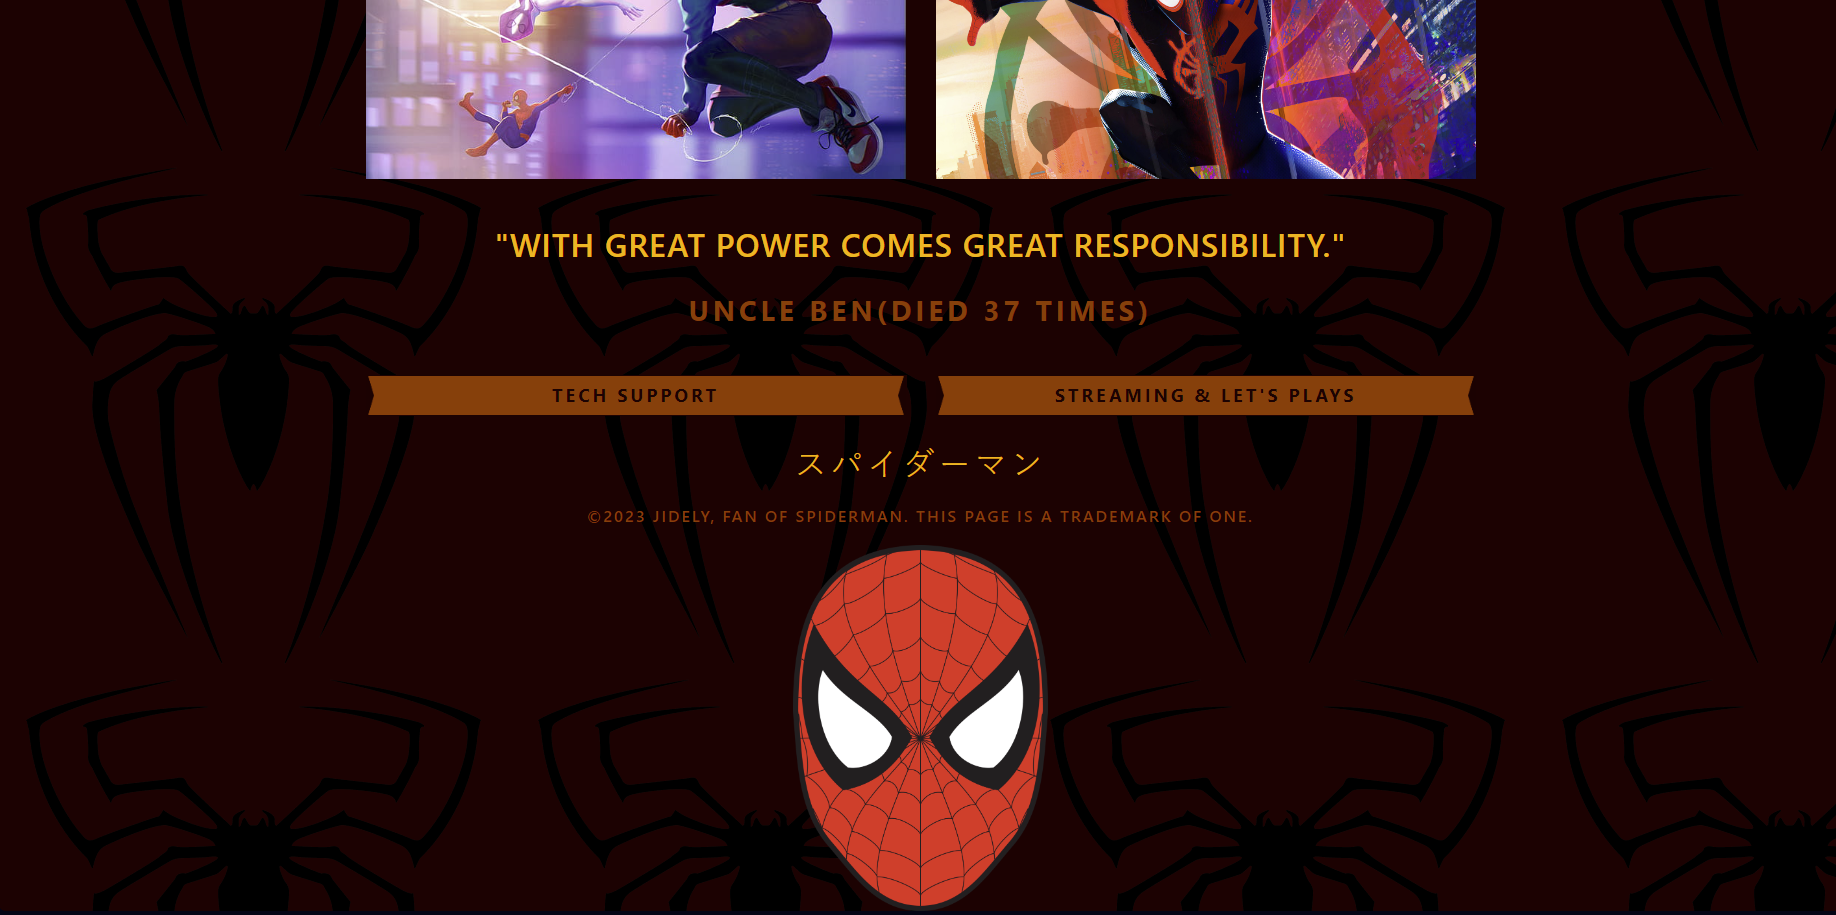 "WITH GREAT POWER COMES GREAT RESPONSIBILITY."
UNCLE BEN(DIED 37 TIMES)
TECH SUPPORT
STREAMING & LET'S PLAYS
スパイダーマン
©2023 JIDELY, FAN OF SPIDERMAN. THIS PAGE IS A TRADEMARK OF ONE.